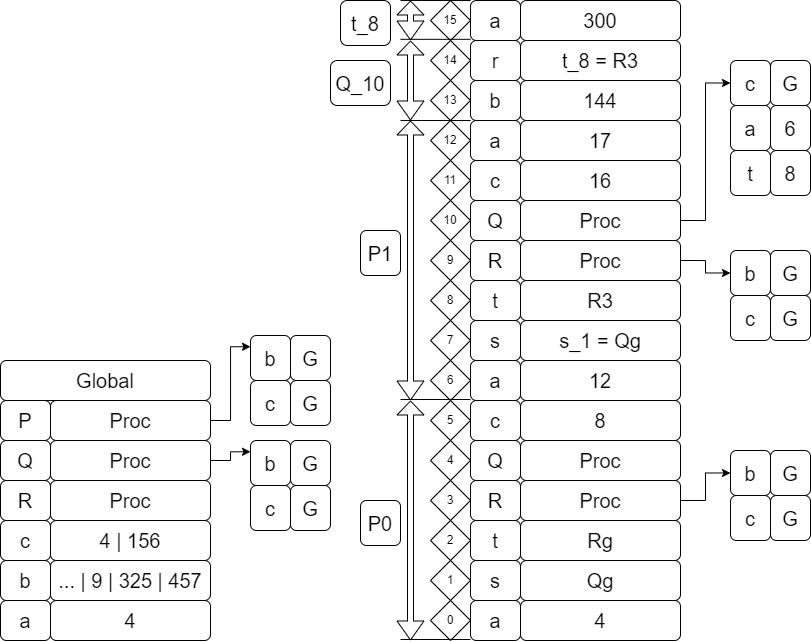 t_8
15 a 300
14 r t_8 = R3
Q_10
13 b 144
12 a 17
11 c 16
10 Q Proc
P1
9 R Proc
8 t R3
7 s s_1 = Qg
6 a 12
5 c 8
4 Q Proc
3 R Proc
P0
2 t Rg
1 s Qg
0 a 4
c G
a 6
t 8
b G
c G
b G
c G
Global
P Proc
Q Proc
R Proc
c 4 | 156
b ... | 9 | 325 | 457
a 4
b G
c G
b G
c G